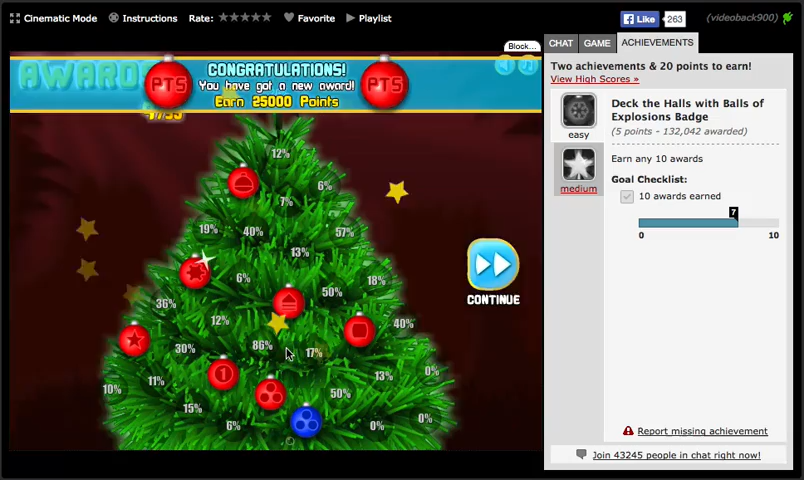 Cinematic Mode
Instructions
Rate:
Favorite
Playlist
Like
263
(videoback900)
Block...
CHAT
GAME
ACHIEVEMENTS
AWARDS
PTS
CONGRATULATIONS!
You have got a new award!
Earn 25000 Points
PTS
Two achievements & 20 points to earn!
View High Scores »
easy
Deck the Halls with Balls of
Explosions Badge
(5 points - 132,042 awarded)
medium
Earn any 10 awards
Goal Checklist:
10 awards earned
7
0
10
12%
6%
7%
19%
40%
57%
13%
6%
18%
50%
36%
12%
40%
86%
30%
17%
0%
13%
11%
10%
1
50%
15%
0%
6%
0%
CONTINUE
Report missing achievement
Join 43245 people in chat right now!